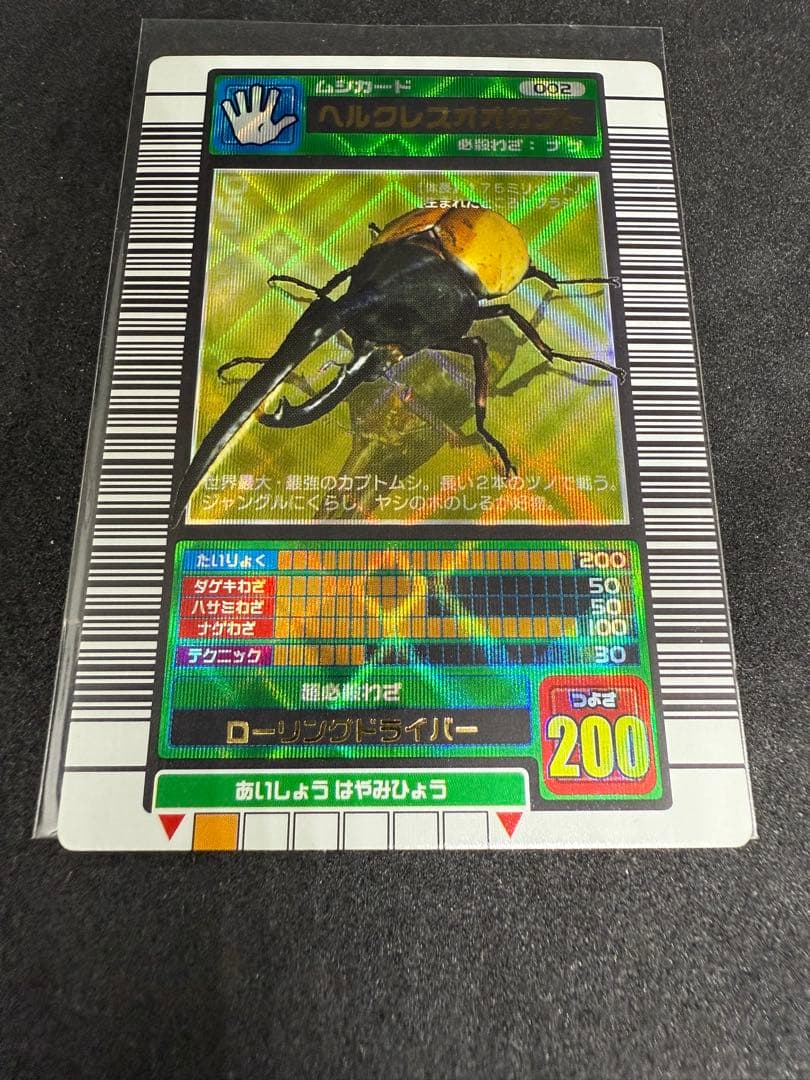 ムシカード 002
ヘルクレスオオカブト
必殺わざ：
世界最大・最強のカブトムシ。長い2本のツノで戦う。
ジャングルにくらし、ヤシの木のしるが好物。
たいりょく 200
ダゲキわざ 50
ハサミわざ 50
ナゲわざ 100
テクニック 30
超必殺わざ
ローリングドライバー
つよさ
200
あいしょう はやみひょう